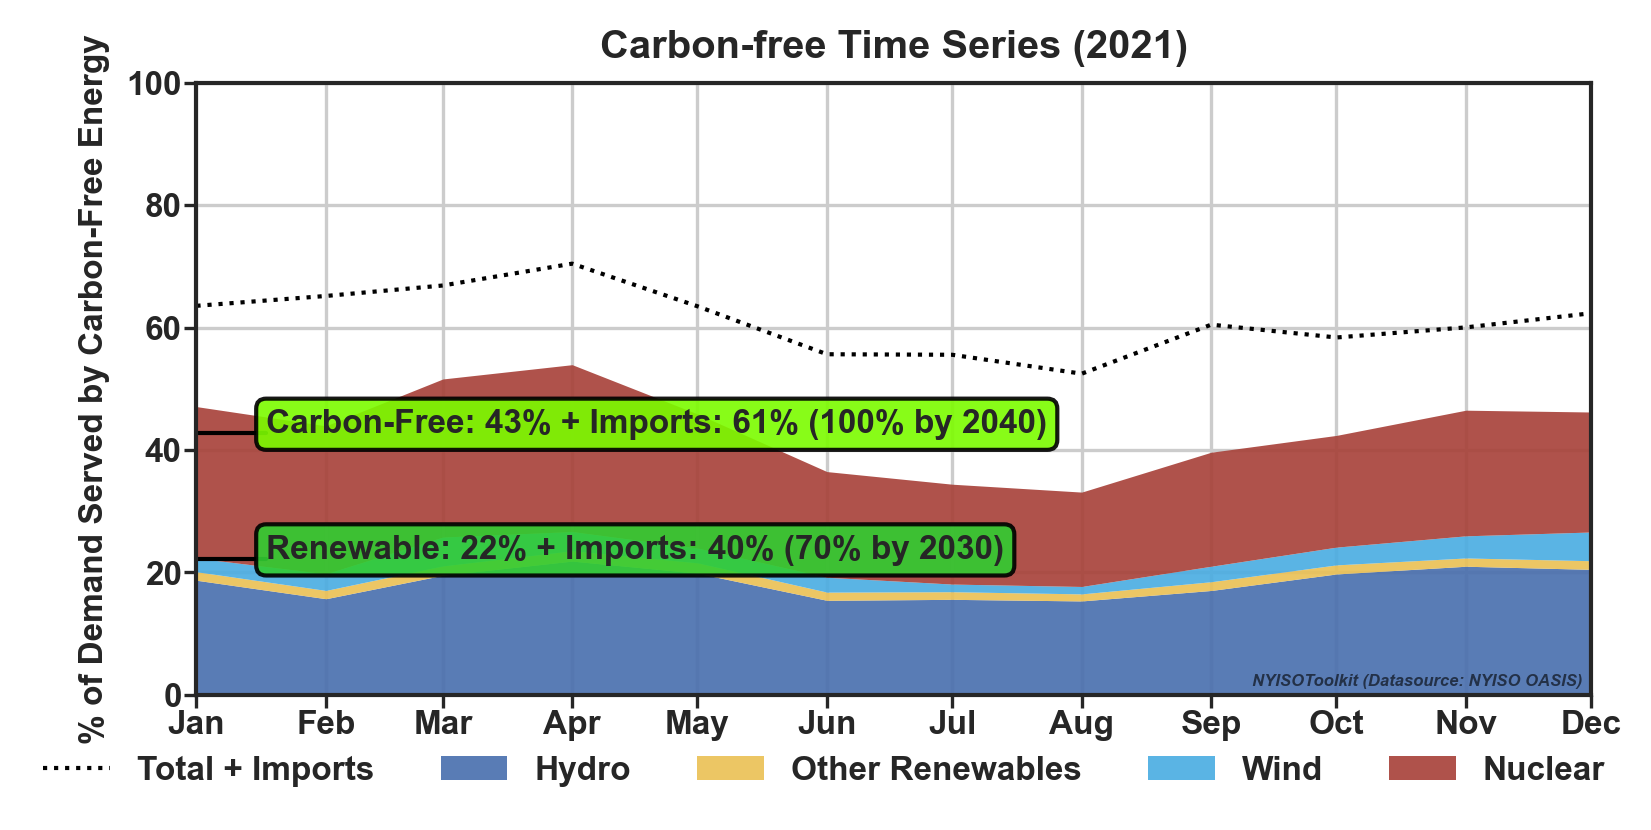 Carbon-free Time Series (2021)
% of Demand Served by Carbon-Free Energy
100
80
60
40
20
0
Carbon-Free: 43% + Imports: 61% (100% by 2040)
Renewable: 22% + Imports: 40% (70% by 2030)
NYISOToolkit (Datasource: NYISO OASIS)
Jan Feb Mar Apr May Jun Jul Aug Sep Oct Nov Dec
Total + Imports Hydro Other Renewables Wind Nuclear